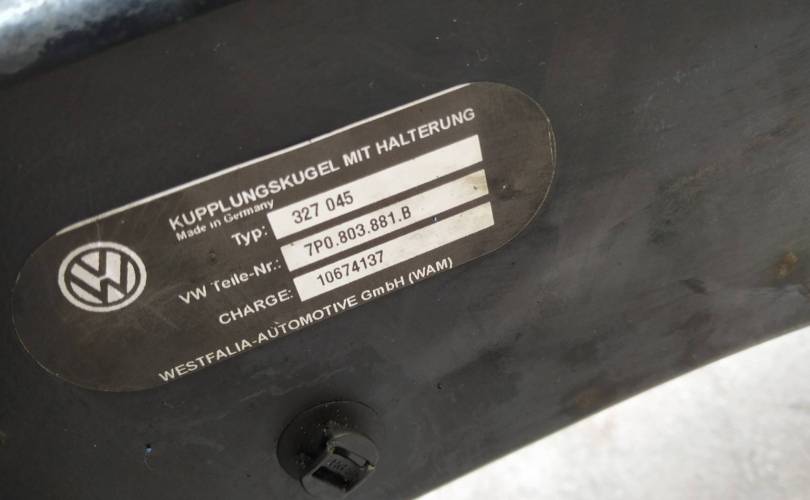 KUPPLUNGSKUGEL MIT HALTERUNG
Made in Germany
Typ: 327 045
VW Teile-Nr.: 7P0.803.881.B
CHARGE: 10674137
WESTFALIA-AUTOMOTIVE GmbH (WAM)